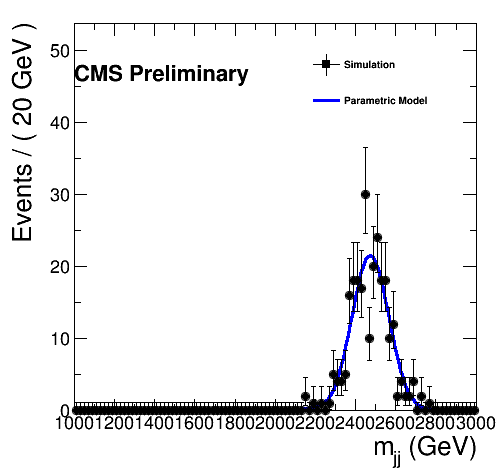 Events / ( 20 GeV )
50
40
30
20
10
0
CMS Preliminary
Simulation
Parametric Model
1000 1200 1400 1600 1800 2000 2200 2400 2600 2800 3000
m_jj (GeV)